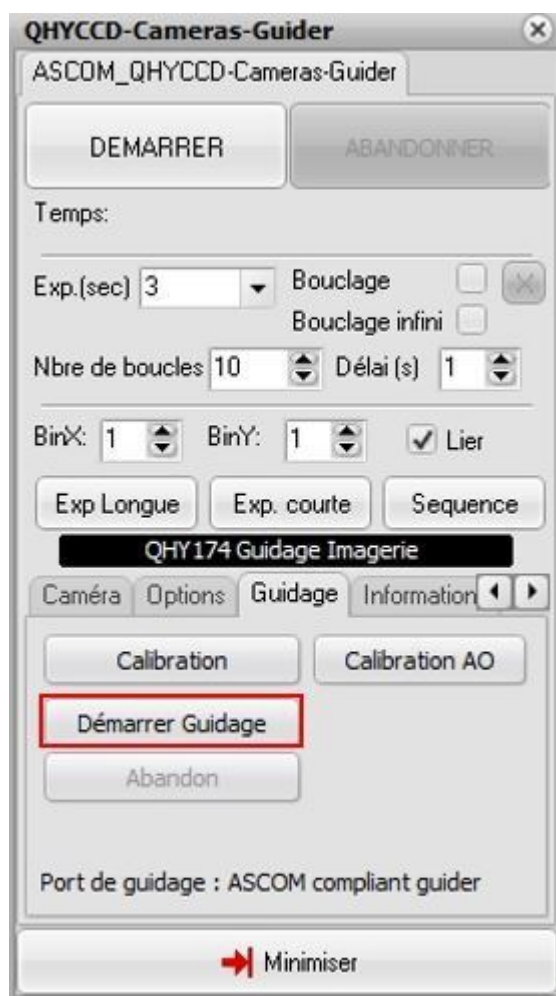 QHYCCD-Cameras-Guider
ASCOM_QHYCCD-Cameras-Guider
DEMARRER ABANDONNER
Temps:
Exp.(sec) 3 Bouclage
Bouclage infini
Nbre de boucles 10 Délai (s) 1
BinX: 1 BinY: 1 Lier
Exp Longue Exp. courte Sequence
QHY174 Guidage Imagerie
Caméra Options Guidage Information
Calibration Calibration AO
Démarrer Guidage
Abandon
Port de guidage : ASCOM compliant guider
Minimiser